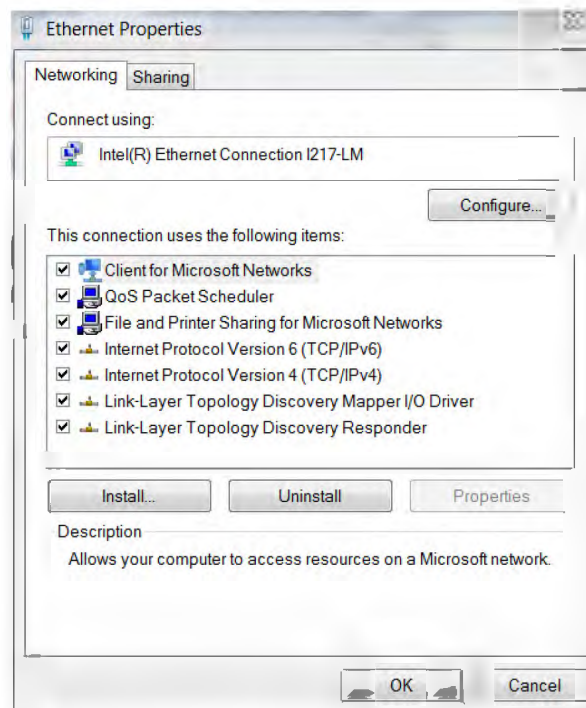 Ethernet Properties
Networking
Sharing
Connect using:
Intel(R) Ethernet Connection I217-LM
Configure...
This connection uses the following items:
Client for Microsoft Networks
QoS Packet Scheduler
File and Printer Sharing for Microsoft Networks
Internet Protocol Version 6 (TCP/IPv6)
Internet Protocol Version 4 (TCP/IPv4)
Link-Layer Topology Discovery Mapper I/O Driver
Link-Layer Topology Discovery Responder
Install...
Uninstall
Properties
Description
Allows your computer to access resources on a Microsoft network.
OK
Cancel